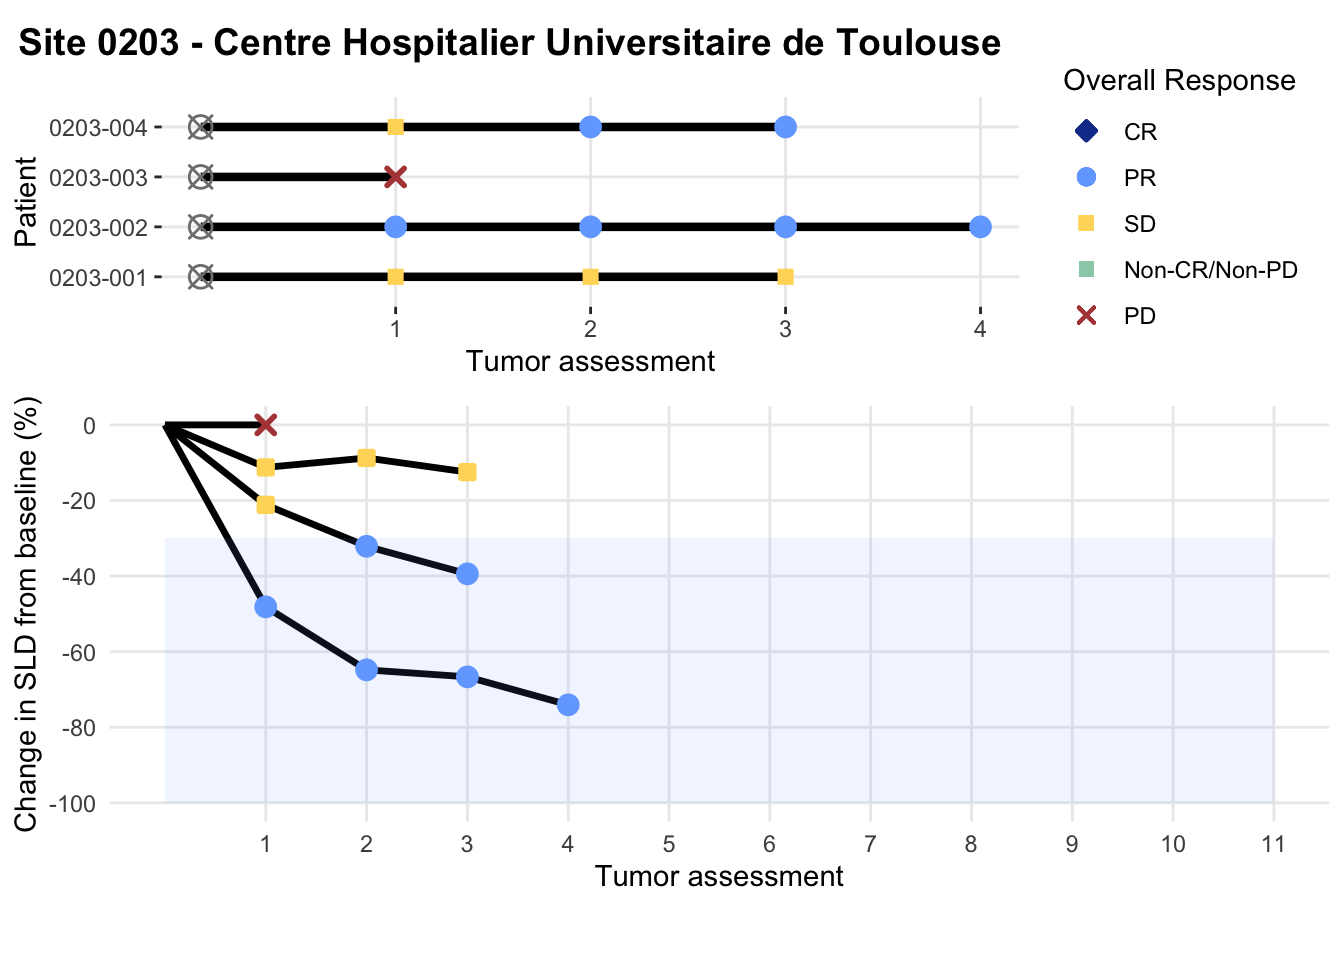 Site 0203 - Centre Hospitalier Universitaire de Toulouse
Patient
0203-004
0203-003
0203-002
0203-001
1 2 3 4
Tumor assessment
Overall Response
CR
PR
SD
Non-CR/Non-PD
PD
Change in SLD from baseline (%)
0
-20
-40
-60
-80
-100
1 2 3 4 5 6 7 8 9 10 11
Tumor assessment